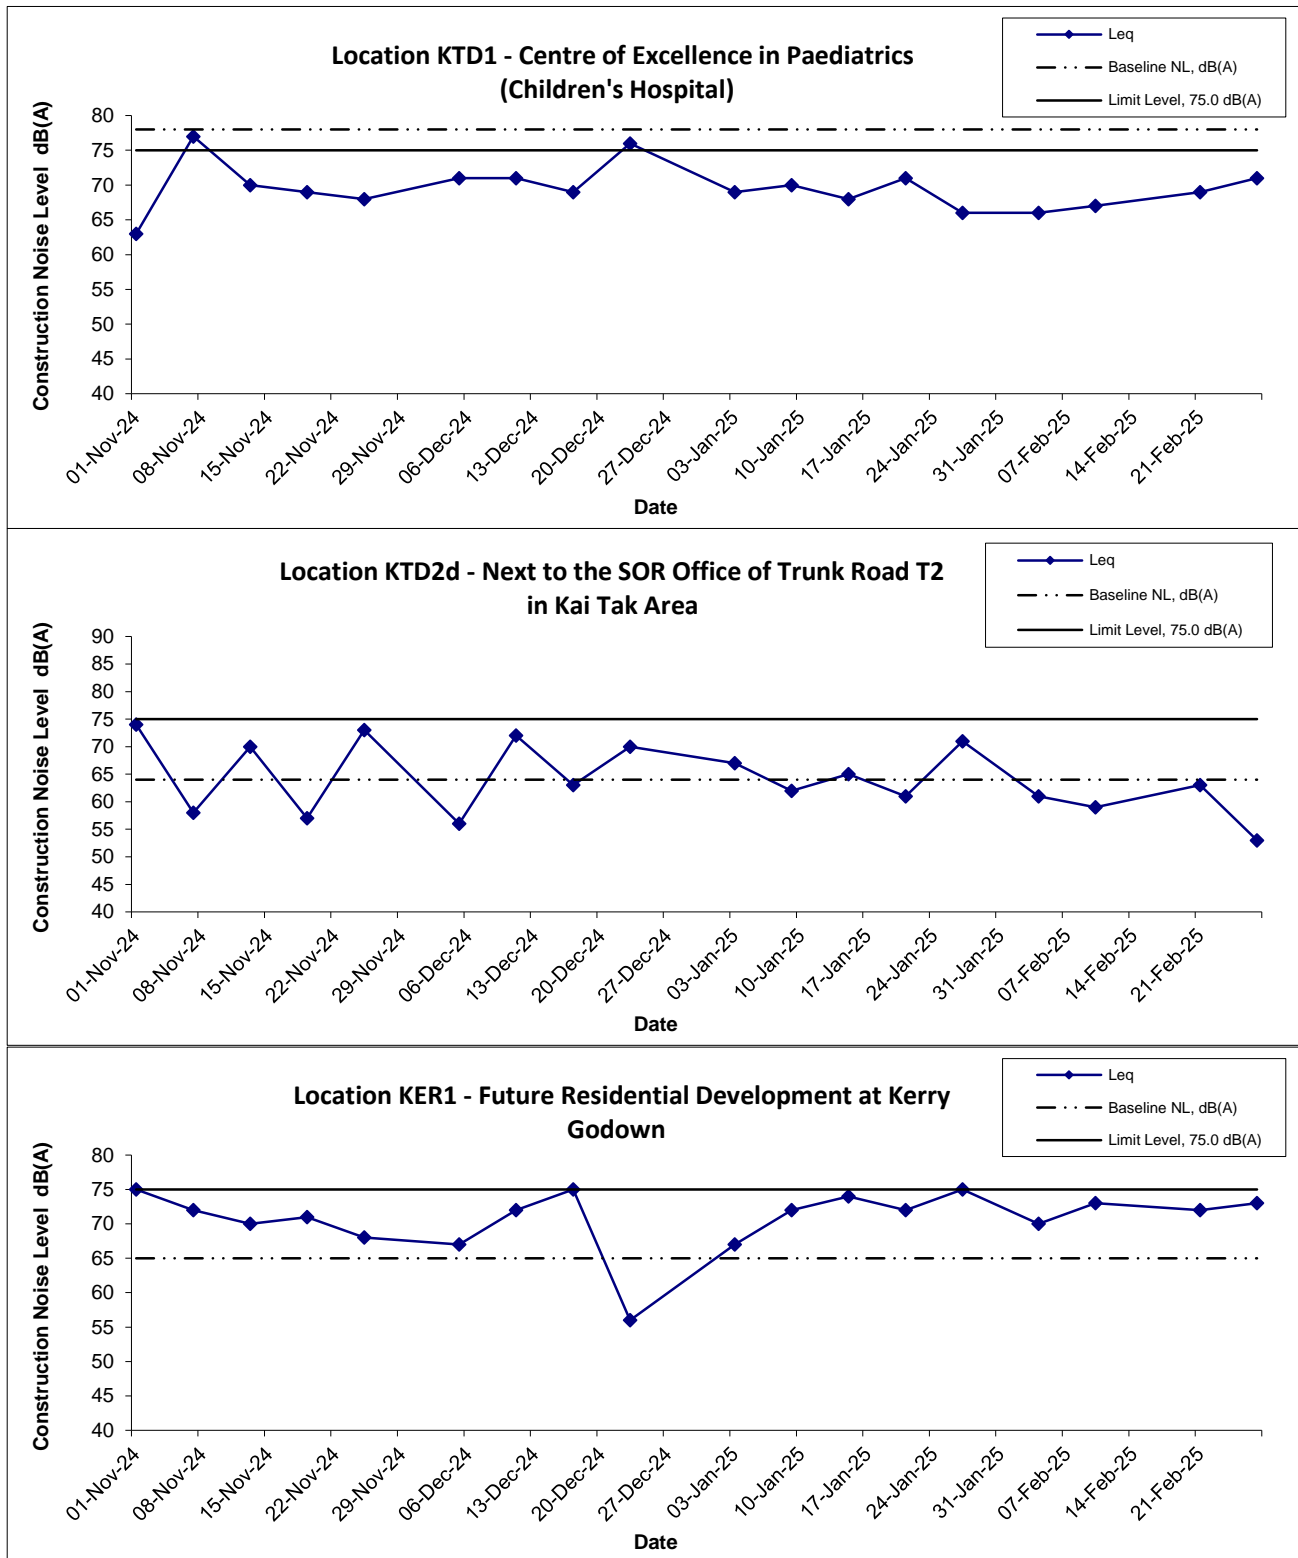 Location KTD1 - Centre of Excellence in Paediatrics
(Children's Hospital)
Leq
Baseline NL, dB(A)
Limit Level, 75.0 dB(A)
Construction Noise Level  dB(A)
80
75
70
65
60
55
50
45
40
01-Nov-24
08-Nov-24
15-Nov-24
22-Nov-24
29-Nov-24
06-Dec-24
13-Dec-24
20-Dec-24
27-Dec-24
03-Jan-25
10-Jan-25
17-Jan-25
24-Jan-25
31-Jan-25
07-Feb-25
14-Feb-25
21-Feb-25
Date
Location KTD2d - Next to the SOR Office of Trunk Road T2
in Kai Tak Area
Leq
Baseline NL, dB(A)
Limit Level, 75.0 dB(A)
Construction Noise Level  dB(A)
90
85
80
75
70
65
60
55
50
45
40
01-Nov-24
08-Nov-24
15-Nov-24
22-Nov-24
29-Nov-24
06-Dec-24
13-Dec-24
20-Dec-24
27-Dec-24
03-Jan-25
10-Jan-25
17-Jan-25
24-Jan-25
31-Jan-25
07-Feb-25
14-Feb-25
21-Feb-25
Date
Location KER1 - Future Residential Development at Kerry
Godown
Leq
Baseline NL, dB(A)
Limit Level, 75.0 dB(A)
Construction Noise Level  dB(A)
80
75
70
65
60
55
50
45
40
01-Nov-24
08-Nov-24
15-Nov-24
22-Nov-24
29-Nov-24
06-Dec-24
13-Dec-24
20-Dec-24
27-Dec-24
03-Jan-25
10-Jan-25
17-Jan-25
24-Jan-25
31-Jan-25
07-Feb-25
14-Feb-25
21-Feb-25
Date